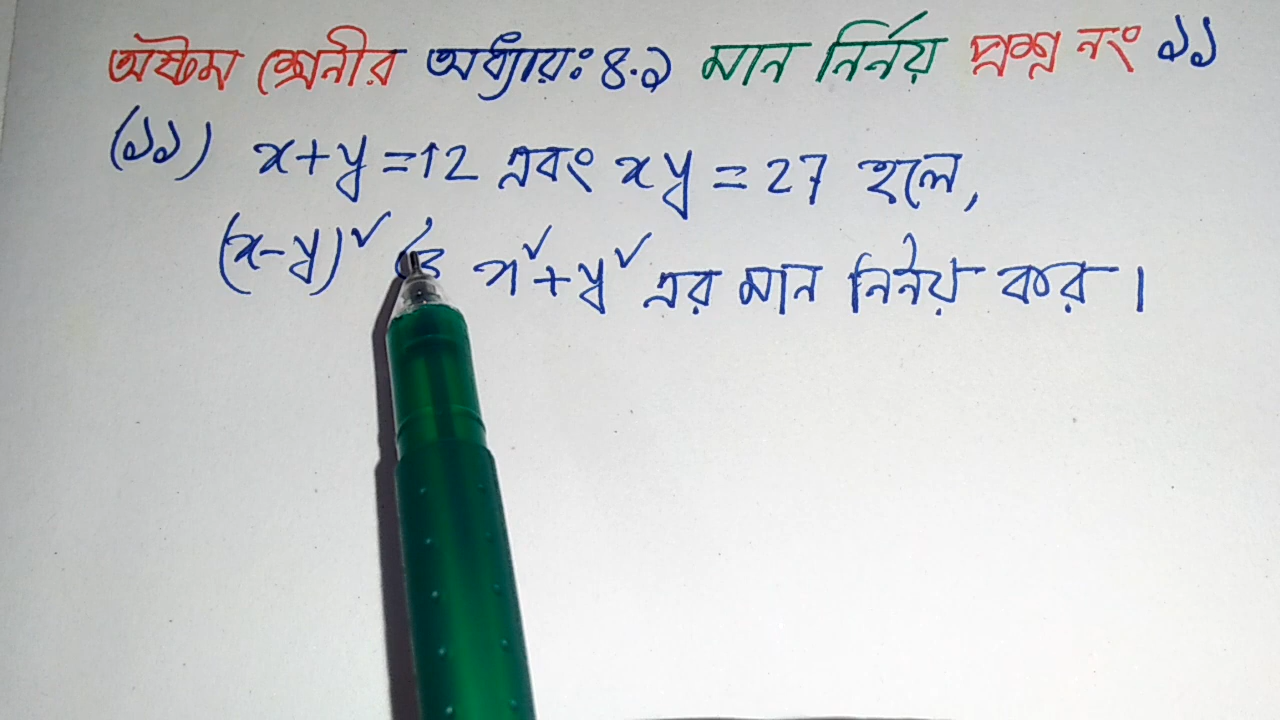 অষ্টম শ্রেনীর অধ্যায়ঃ ৪.১ মান নির্নয় প্রশ্ন নং ১১
(১১) x+y=12 এবং xy=27 হলে,
(x-y)² ও x²+y² এর মান নির্নয় কর।